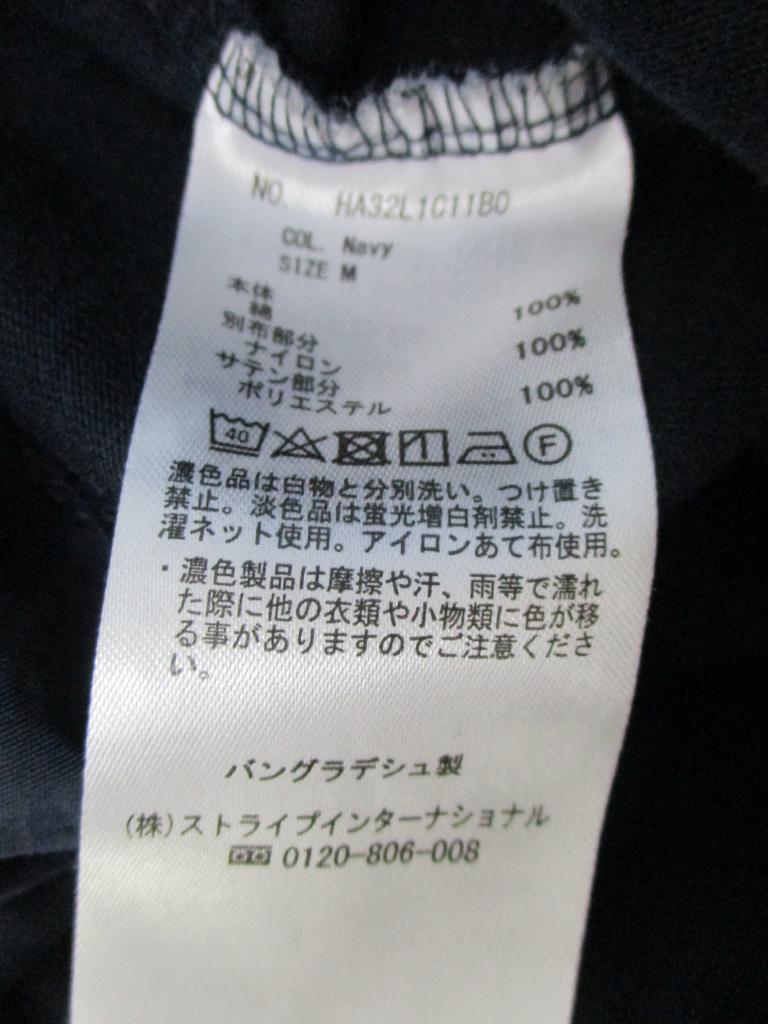 NO. HA32L1C11B0
COL. Navy
SIZE M
本体
綿 100%
別布部分
ナイロン 100%
サテン部分
ポリエステル 100%
40 F
濃色品は白物と分別洗い。つけ置き
禁止。淡色品は蛍光増白剤禁止。洗
濯ネット使用。アイロンあて布使用。
・濃色製品は摩擦や汗、雨等で濡れ
た際に他の衣類や小物類に色が移
る事がありますのでご注意くださ
い。
バングラデシュ製
(株)ストライプインターナショナル
0120-806-008